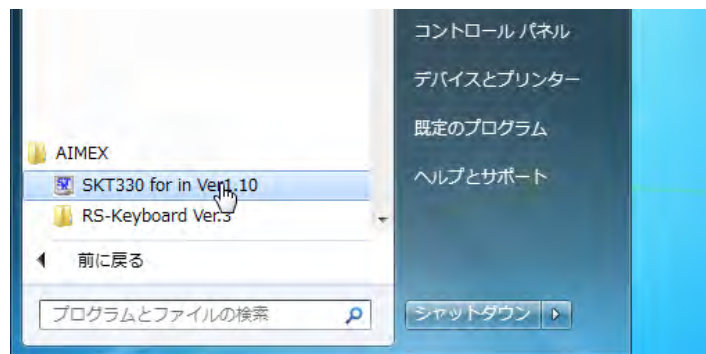 AIMEX
SKT330 for in Ver1.10
RS-Keyboard Ver.3
前に戻る
プログラムとファイルの検索
コントロール パネル
デバイスとプリンター
既定のプログラム
ヘルプとサポート
シャットダウン